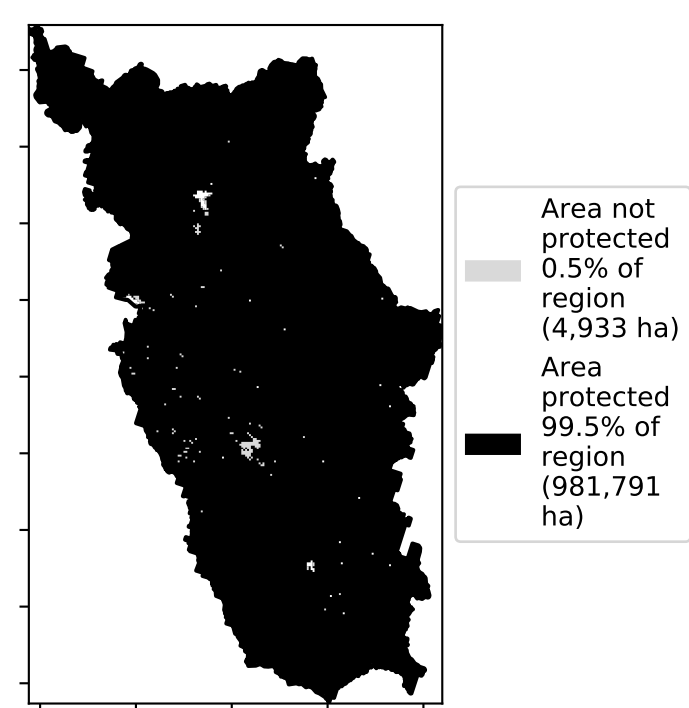 Area not
protected
0.5% of
region
(4,933 ha)
Area
protected
99.5% of
region
(981,791
ha)